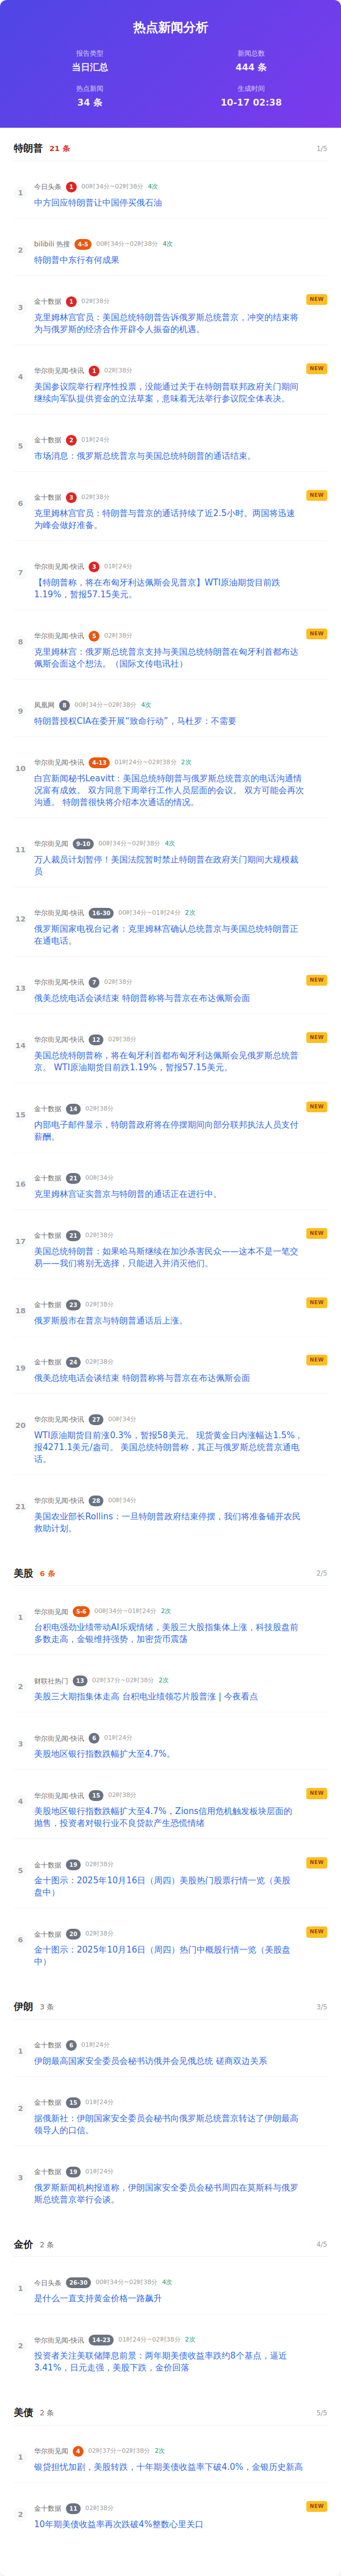 热点新闻分析
报告类型
新闻总数
当日汇总
444 条
热点新闻
生成时间
34 条
10-17 02:38
特朗普 21 条 1/5
1 今日头条 1 00时34分~02时38分 4次
中方回应特朗普让中国停买俄石油
2 bilibili 热搜 4-5 00时34分~02时38分 4次
特朗普中东行有何成果
3 金十数据 1 02时38分 NEW
克里姆林宫官员：美国总统特朗普告诉俄罗斯总统普京，冲突的结束将
为与俄罗斯的经济合作开辟令人振奋的机遇。
4 华尔街见闻-快讯 1 02时38分 NEW
美国参议院举行程序性投票，没能通过关于在特朗普联邦政府关门期间
继续向军队提供资金的立法草案，意味着无法举行参议院全体表决。
5 金十数据 2 01时24分
市场消息：俄罗斯总统普京与美国总统特朗普的通话结束。
6 金十数据 3 02时38分 NEW
克里姆林宫官员：特朗普与普京的通话持续了近2.5小时。两国将迅速
为峰会做好准备。
7 华尔街见闻-快讯 3 01时24分
【特朗普称，将在布匈牙利达佩斯会见普京】WTI原油期货目前跌
1.19%，暂报57.15美元。
8 华尔街见闻-快讯 5 02时38分 NEW
克里姆林宫：俄罗斯总统普京支持与美国总统特朗普在匈牙利首都布达
佩斯会面这个想法。（国际文传电讯社）
9 凤凰网 8 00时34分~02时38分 4次
特朗普授权CIA在委开展“致命行动”，马杜罗：不需要
10 华尔街见闻-快讯 4-13 01时24分~02时38分 2次
白宫新闻秘书Leavitt：美国总统特朗普与俄罗斯总统普京的电话沟通情
况富有成效。 双方同意下周举行工作人员层面的会议。 双方可能会再次
沟通。 特朗普很快将介绍本次通话的情况。
11 华尔街见闻 9-10 00时34分~02时38分 4次
万人裁员计划暂停！美国法院暂时禁止特朗普在政府关门期间大规模裁
员
12 华尔街见闻-快讯 16-30 00时34分~01时24分 2次
俄罗斯国家电视台记者：克里姆林宫确认总统普京与美国总统特朗普正
在通电话。
13 华尔街见闻-快讯 7 02时38分 NEW
俄美总统电话会谈结束 特朗普称将与普京在布达佩斯会面
14 华尔街见闻-快讯 12 02时38分 NEW
美国总统特朗普称，将在匈牙利首都布匈牙利达佩斯会见俄罗斯总统普
京。 WTI原油期货目前跌1.19%，暂报57.15美元。
15 金十数据 14 02时38分 NEW
内部电子邮件显示，特朗普政府将在停摆期间向部分联邦执法人员支付
薪酬。
16 金十数据 21 00时34分
克里姆林宫证实普京与特朗普的通话正在进行中。
17 金十数据 21 02时38分 NEW
美国总统特朗普：如果哈马斯继续在加沙杀害民众——这本不是一笔交
易——我们将别无选择，只能进入并消灭他们。
18 金十数据 23 02时38分 NEW
俄罗斯股市在普京与特朗普通话后上涨。
19 金十数据 24 02时38分 NEW
俄美总统电话会谈结束 特朗普称将与普京在布达佩斯会面
20 华尔街见闻-快讯 27 00时34分
WTI原油期货目前涨0.3%，暂报58美元。 现货黄金日内涨幅达1.5%，
报4271.1美元/盎司。 美国总统特朗普称，其正与俄罗斯总统普京通电
话。
21 华尔街见闻-快讯 28 00时34分
美国农业部长Rollins：一旦特朗普政府结束停摆，我们将准备铺开农民
救助计划。
美股 6 条 2/5
1 华尔街见闻 5-6 00时34分~01时24分 2次
台积电强劲业绩带动AI乐观情绪，美股三大股指集体上涨，科技股盘前
多数走高，金银维持强势，加密货币震荡
2 财联社热门 13 02时37分~02时38分 2次
美股三大期指集体走高 台积电业绩领芯片股普涨 | 今夜看点
3 华尔街见闻-快讯 6 01时24分
美股地区银行指数跌幅扩大至4.7%。
4 华尔街见闻-快讯 15 02时38分 NEW
美股地区银行指数跌幅扩大至4.7%，Zions信用危机触发板块层面的
抛售，投资者对银行业不良贷款产生恐慌情绪
5 金十数据 19 02时38分 NEW
金十图示：2025年10月16日（周四）美股热门股票行情一览（美股
盘中）
6 金十数据 20 02时38分 NEW
金十图示：2025年10月16日（周四）热门中概股行情一览（美股盘
中）
伊朗 3 条 3/5
1 金十数据 6 01时24分
伊朗最高国家安全委员会秘书访俄并会见俄总统 磋商双边关系
2 金十数据 15 01时24分
据俄新社：伊朗国家安全委员会秘书向俄罗斯总统普京转达了伊朗最高
领导人的口信。
3 金十数据 19 01时24分
俄罗斯新闻机构报道称，伊朗国家安全委员会秘书周四在莫斯科与俄罗
斯总统普京举行会谈。
金价 2 条 4/5
1 今日头条 26-30 00时34分~02时38分 4次
是什么一直支持黄金价格一路飙升
2 华尔街见闻-快讯 14-23 01时24分~02时38分 2次
投资者关注美联储降息前景：两年期美债收益率跌约8个基点，逼近
3.41%，日元走强，美股下跌，金价回落
美债 2 条 5/5
1 华尔街见闻 4 02时37分~02时38分 2次
银贷担忧加剧，美股转跌，十年期美债收益率下破4.0%，金银历史新高
2 金十数据 11 02时38分 NEW
10年期美债收益率再次跌破4%整数心里关口